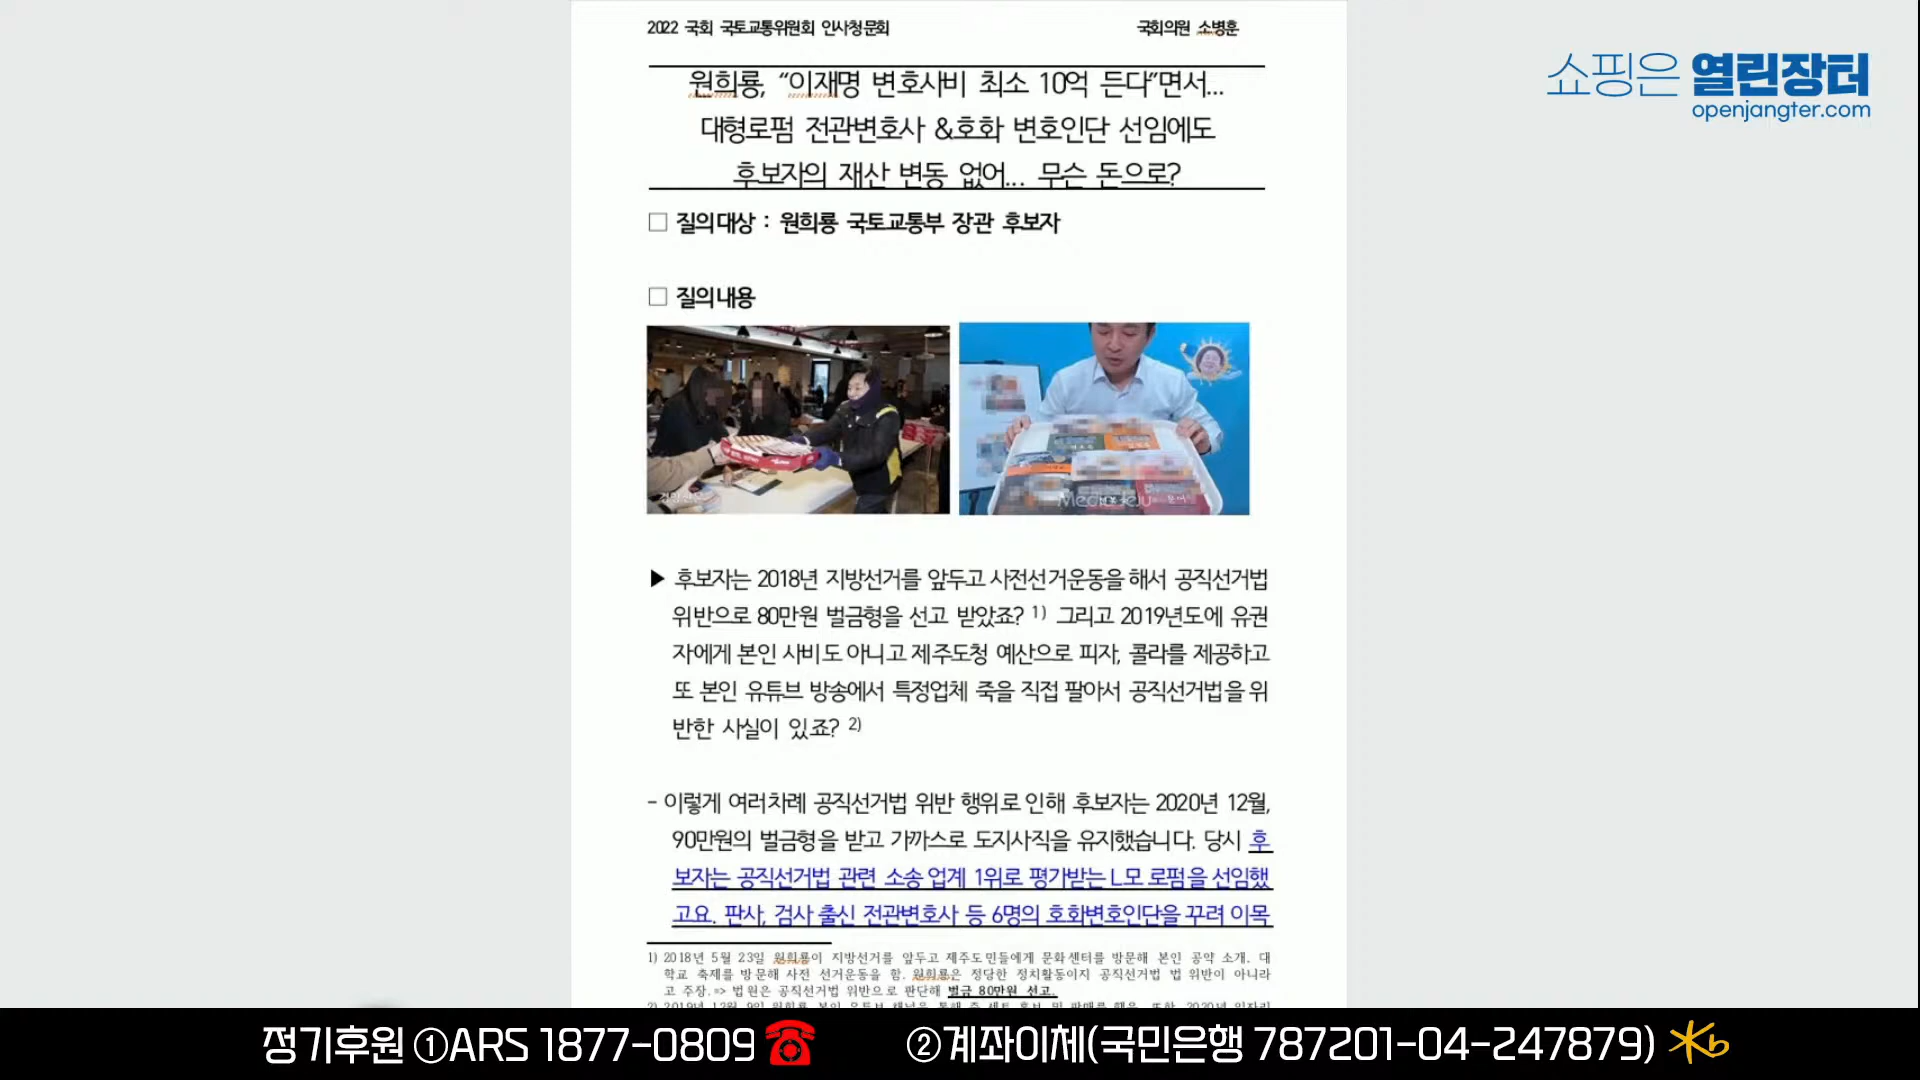 2022 국회 국토교통위원회 인사청문회
국회의원 소병훈
쇼핑은 열린장터
openjangter.com
원희룡, “이재명 변호사비 최소 10억 든다”면서...
대형로펌 전관변호사 &호화 변호인단 선임에도
후보자의 재산 변동 없어... 무슨 돈으로?
□ 질의대상 : 원희룡 국토교통부 장관 후보자
□ 질의내용
경향신문
Media Jeju
▶ 후보자는 2018년 지방선거를 앞두고 사전선거운동을 해서 공직선거법
위반으로 80만원 벌금형을 선고 받았죠? 1) 그리고 2019년도에 유권
자에게 본인 사비도 아니고 제주도청 예산으로 피자, 콜라를 제공하고
또 본인 유튜브 방송에서 특정업체 죽을 직접 팔아서 공직선거법을 위
반한 사실이 있죠? 2)
- 이렇게 여러차례 공직선거법 위반 행위로 인해 후보자는 2020년 12월,
90만원의 벌금형을 받고 가까스로 도지사직을 유지했습니다. 당시 후
보자는 공직선거법 관련 소송 업계 1위로 평가받는 L모 로펌을 선임했
고요. 판사, 검사 출신 전관변호사 등 6명의 호화변호인단을 꾸려 이목
1) 2018년 5월 23일 원희룡이 지방선거를 앞두고 제주도민들에게 문화센터를 방문해 본인 공약 소개. 대
학교 축제를 방문해 사전 선거운동을 함. 원희룡은 정당한 정치활동이지 공직선거법 법 위반이 아니라
고 주장.=> 법원은 공직선거법 위반으로 판단해 벌금 80만원 선고.
정기후원 ①ARS 1877-0809 ②계좌이체(국민은행 787201-04-247879)